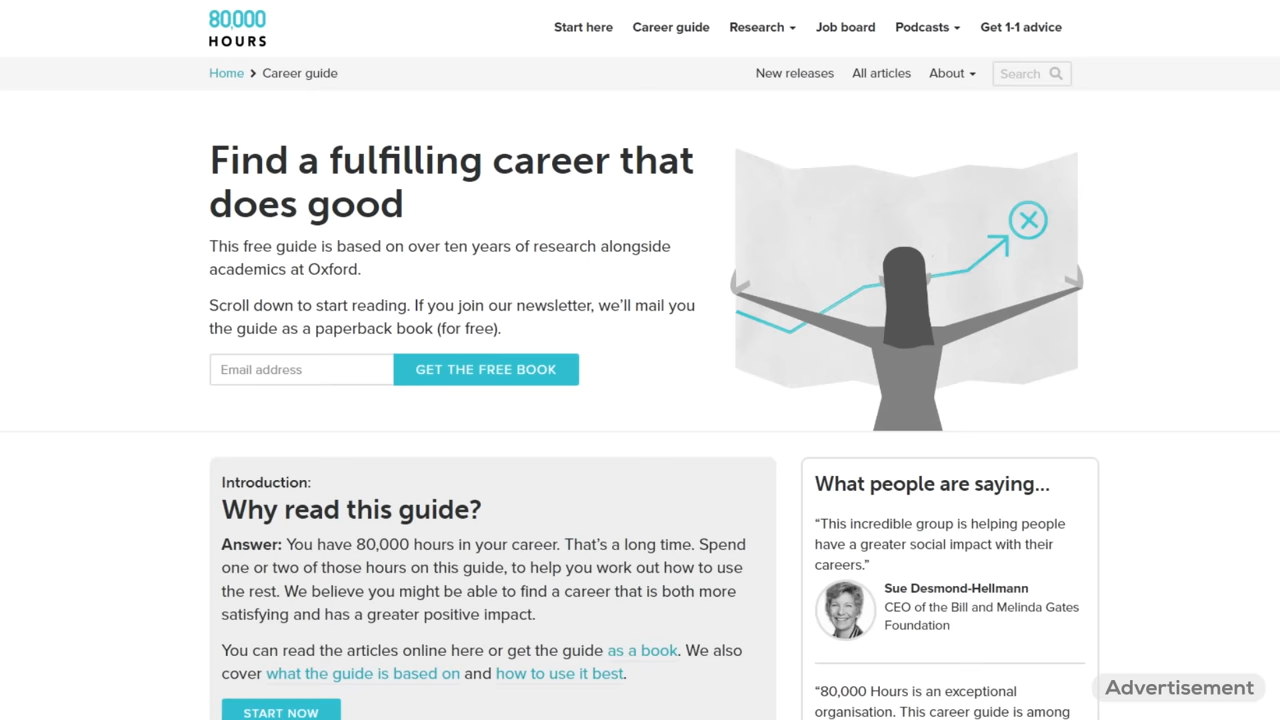 80,000
HOURS
Start here
Career guide
Research
Job board
Podcasts
Get 1-1 advice
Home
Career guide
New releases
All articles
About
Search
Find a fulfilling career that
does good
This free guide is based on over ten years of research alongside
academics at Oxford.
Scroll down to start reading. If you join our newsletter, we’ll mail you
the guide as a paperback book (for free).
Email address
GET THE FREE BOOK
Introduction:
Why read this guide?
Answer: You have 80,000 hours in your career. That’s a long time. Spend
one or two of those hours on this guide, to help you work out how to use
the rest. We believe you might be able to find a career that is both more
satisfying and has a greater positive impact.
You can read the articles online here or get the guide as a book. We also
cover what the guide is based on and how to use it best.
START NOW
What people are saying...
“This incredible group is helping people
have a greater social impact with their
careers.”
Sue Desmond-Hellmann
CEO of the Bill and Melinda Gates
Foundation
“80,000 Hours is an exceptional
organisation. This career guide is among
Advertisement